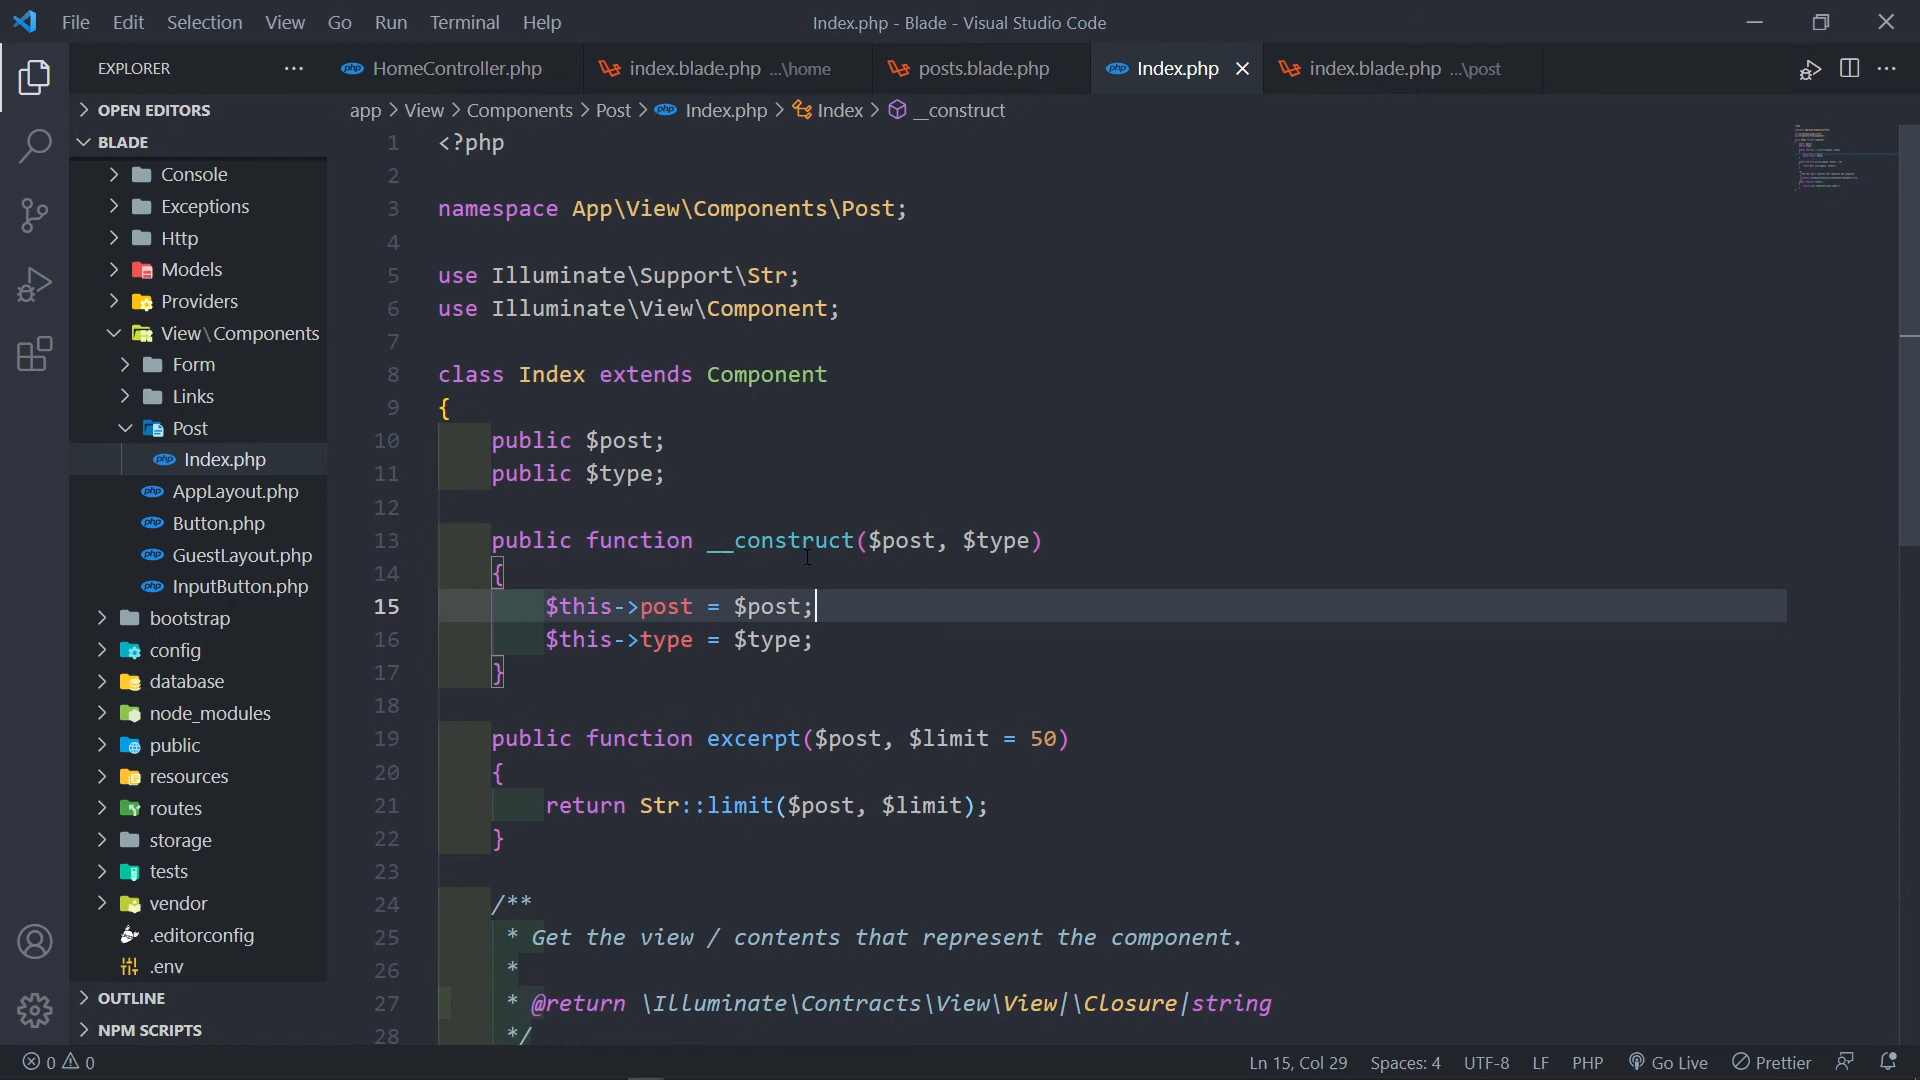 File Edit Selection View Go Run Terminal Help
Index.php - Blade - Visual Studio Code
EXPLORER
HomeController.php index.blade.php ...\home posts.blade.php Index.php index.blade.php ...\post
OPEN EDITORS
BLADE
Console
Exceptions
Http
Models
Providers
View\Components
Form
Links
Post
Index.php
AppLayout.php
Button.php
GuestLayout.php
InputButton.php
bootstrap
config
database
node_modules
public
resources
routes
storage
tests
vendor
.editorconfig
.env
OUTLINE
NPM SCRIPTS
app > View > Components > Post > Index.php > Index > __construct
1 <?php
2
3 namespace App\View\Components\Post;
4
5 use Illuminate\Support\Str;
6 use Illuminate\View\Component;
7
8 class Index extends Component
9 {
10 public $post;
11 public $type;
12
13 public function __construct($post, $type)
14 {
15 $this->post = $post;
16 $this->type = $type;
17 }
18
19 public function excerpt($post, $limit = 50)
20 {
21 return Str::limit($post, $limit);
22 }
23
24 /**
25 * Get the view / contents that represent the component.
26 *
27 * @return \Illuminate\Contracts\View\View|\Closure|string
28 */
0 0
Ln 15, Col 29 Spaces: 4 UTF-8 LF PHP Go Live Prettier